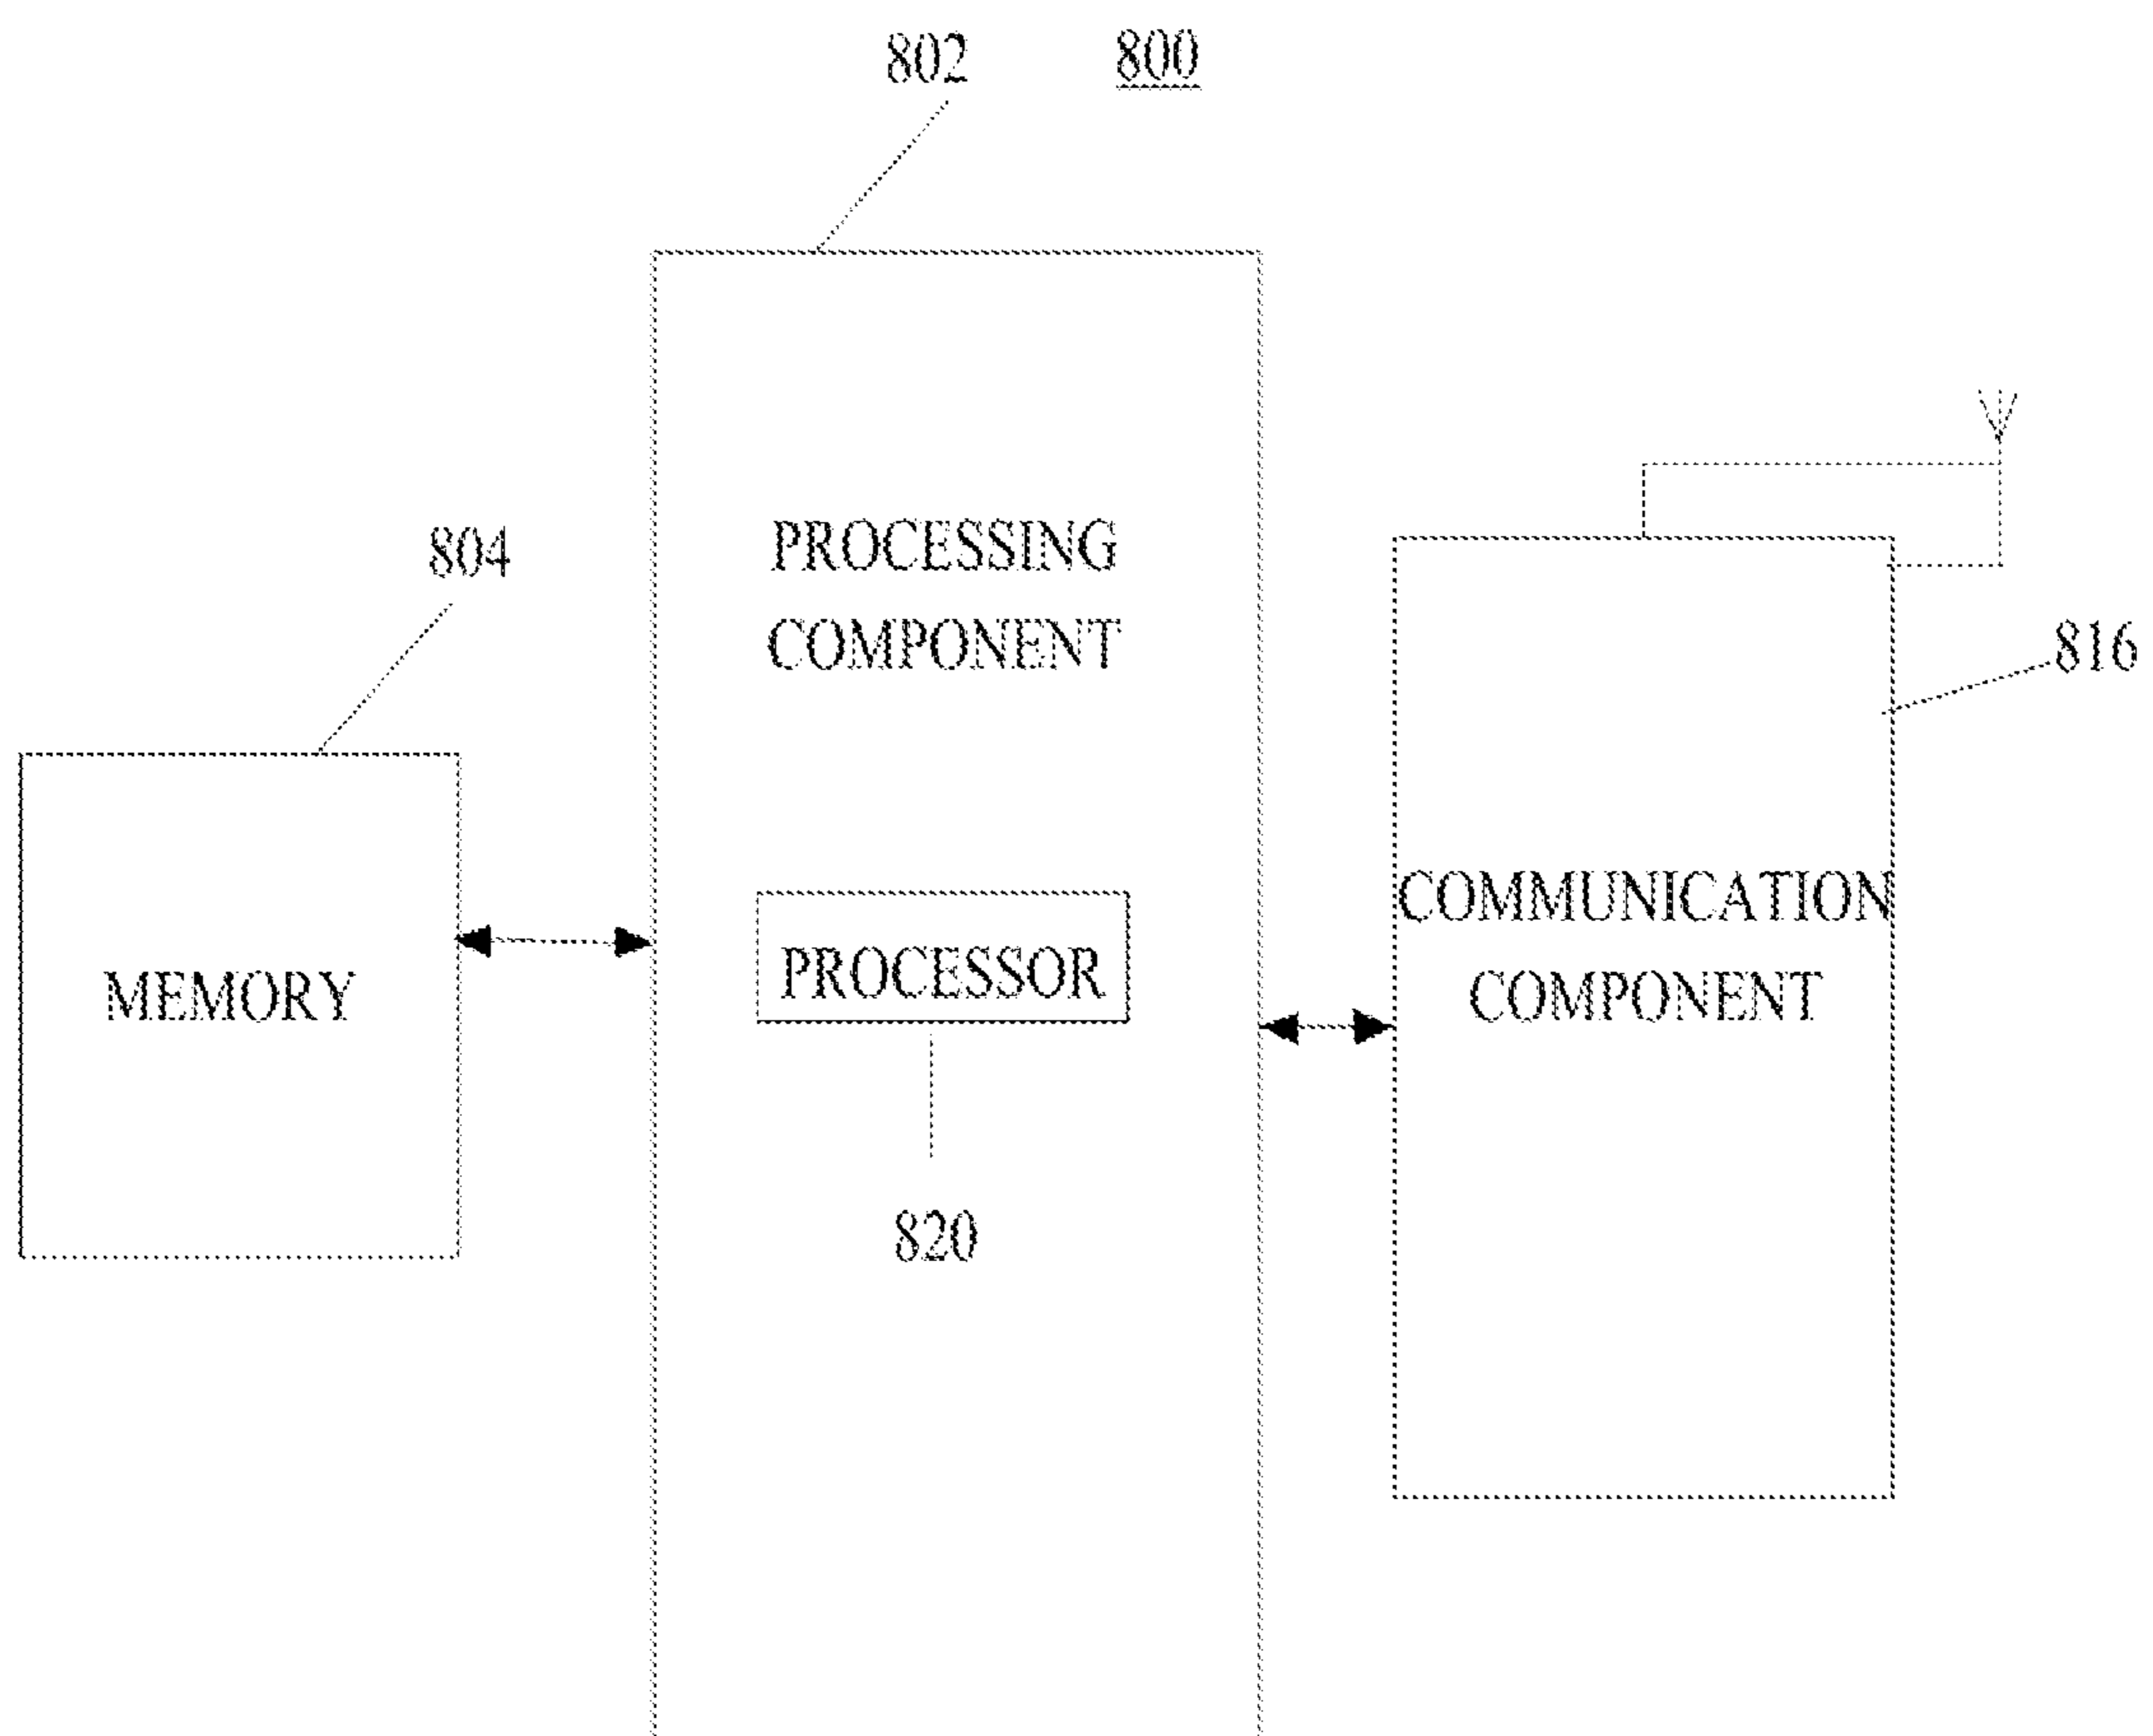 802
800
804
PROCESSING
COMPONENT
816
COMMUNICATION
COMPONENT
MEMORY
PROCESSOR
820